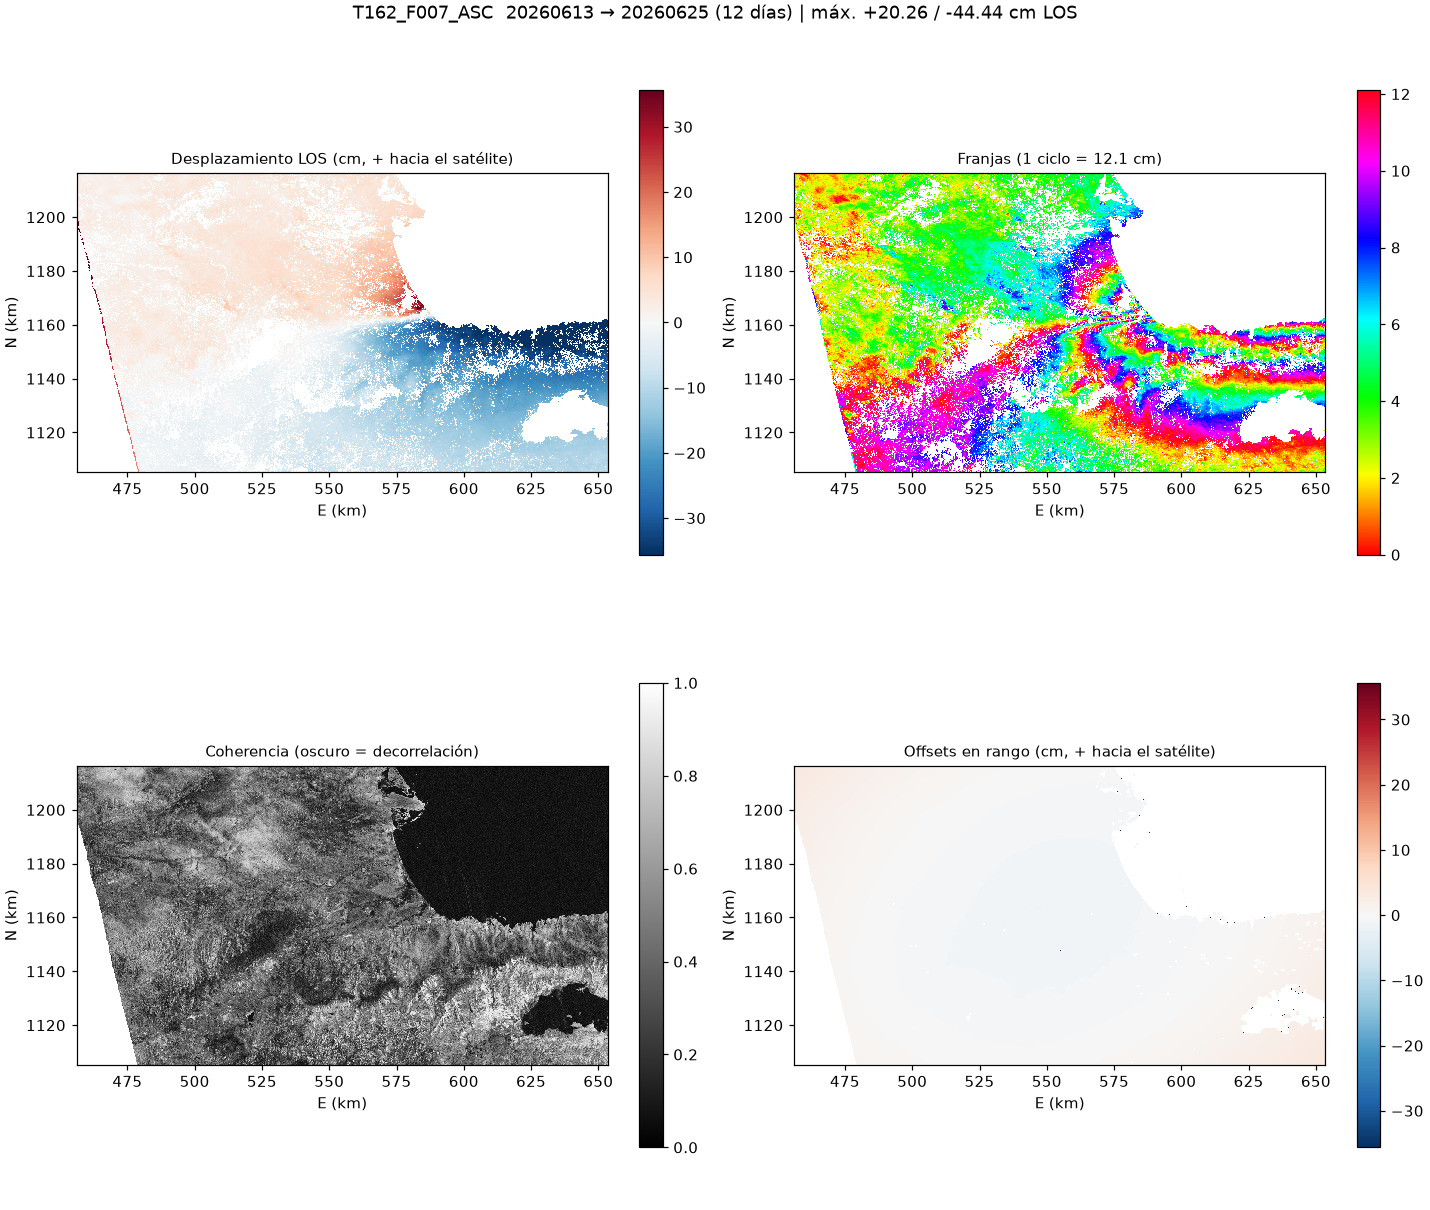 T162_F007_ASC  20260613 → 20260625 (12 días) | máx. +20.26 / -44.44 cm LOS
Desplazamiento LOS (cm, + hacia el satélite)
N (km)
1200
1180
1160
1140
1120
475 500 525 550 575 600 625 650
E (km)
30
20
10
0
−10
−20
−30
Franjas (1 ciclo = 12.1 cm)
N (km)
1200
1180
1160
1140
1120
475 500 525 550 575 600 625 650
E (km)
12
10
8
6
4
2
0
Coherencia (oscuro = decorrelación)
N (km)
1200
1180
1160
1140
1120
475 500 525 550 575 600 625 650
E (km)
1.0
0.8
0.6
0.4
0.2
0.0
Offsets en rango (cm, + hacia el satélite)
N (km)
1200
1180
1160
1140
1120
475 500 525 550 575 600 625 650
E (km)
30
20
10
0
−10
−20
−30